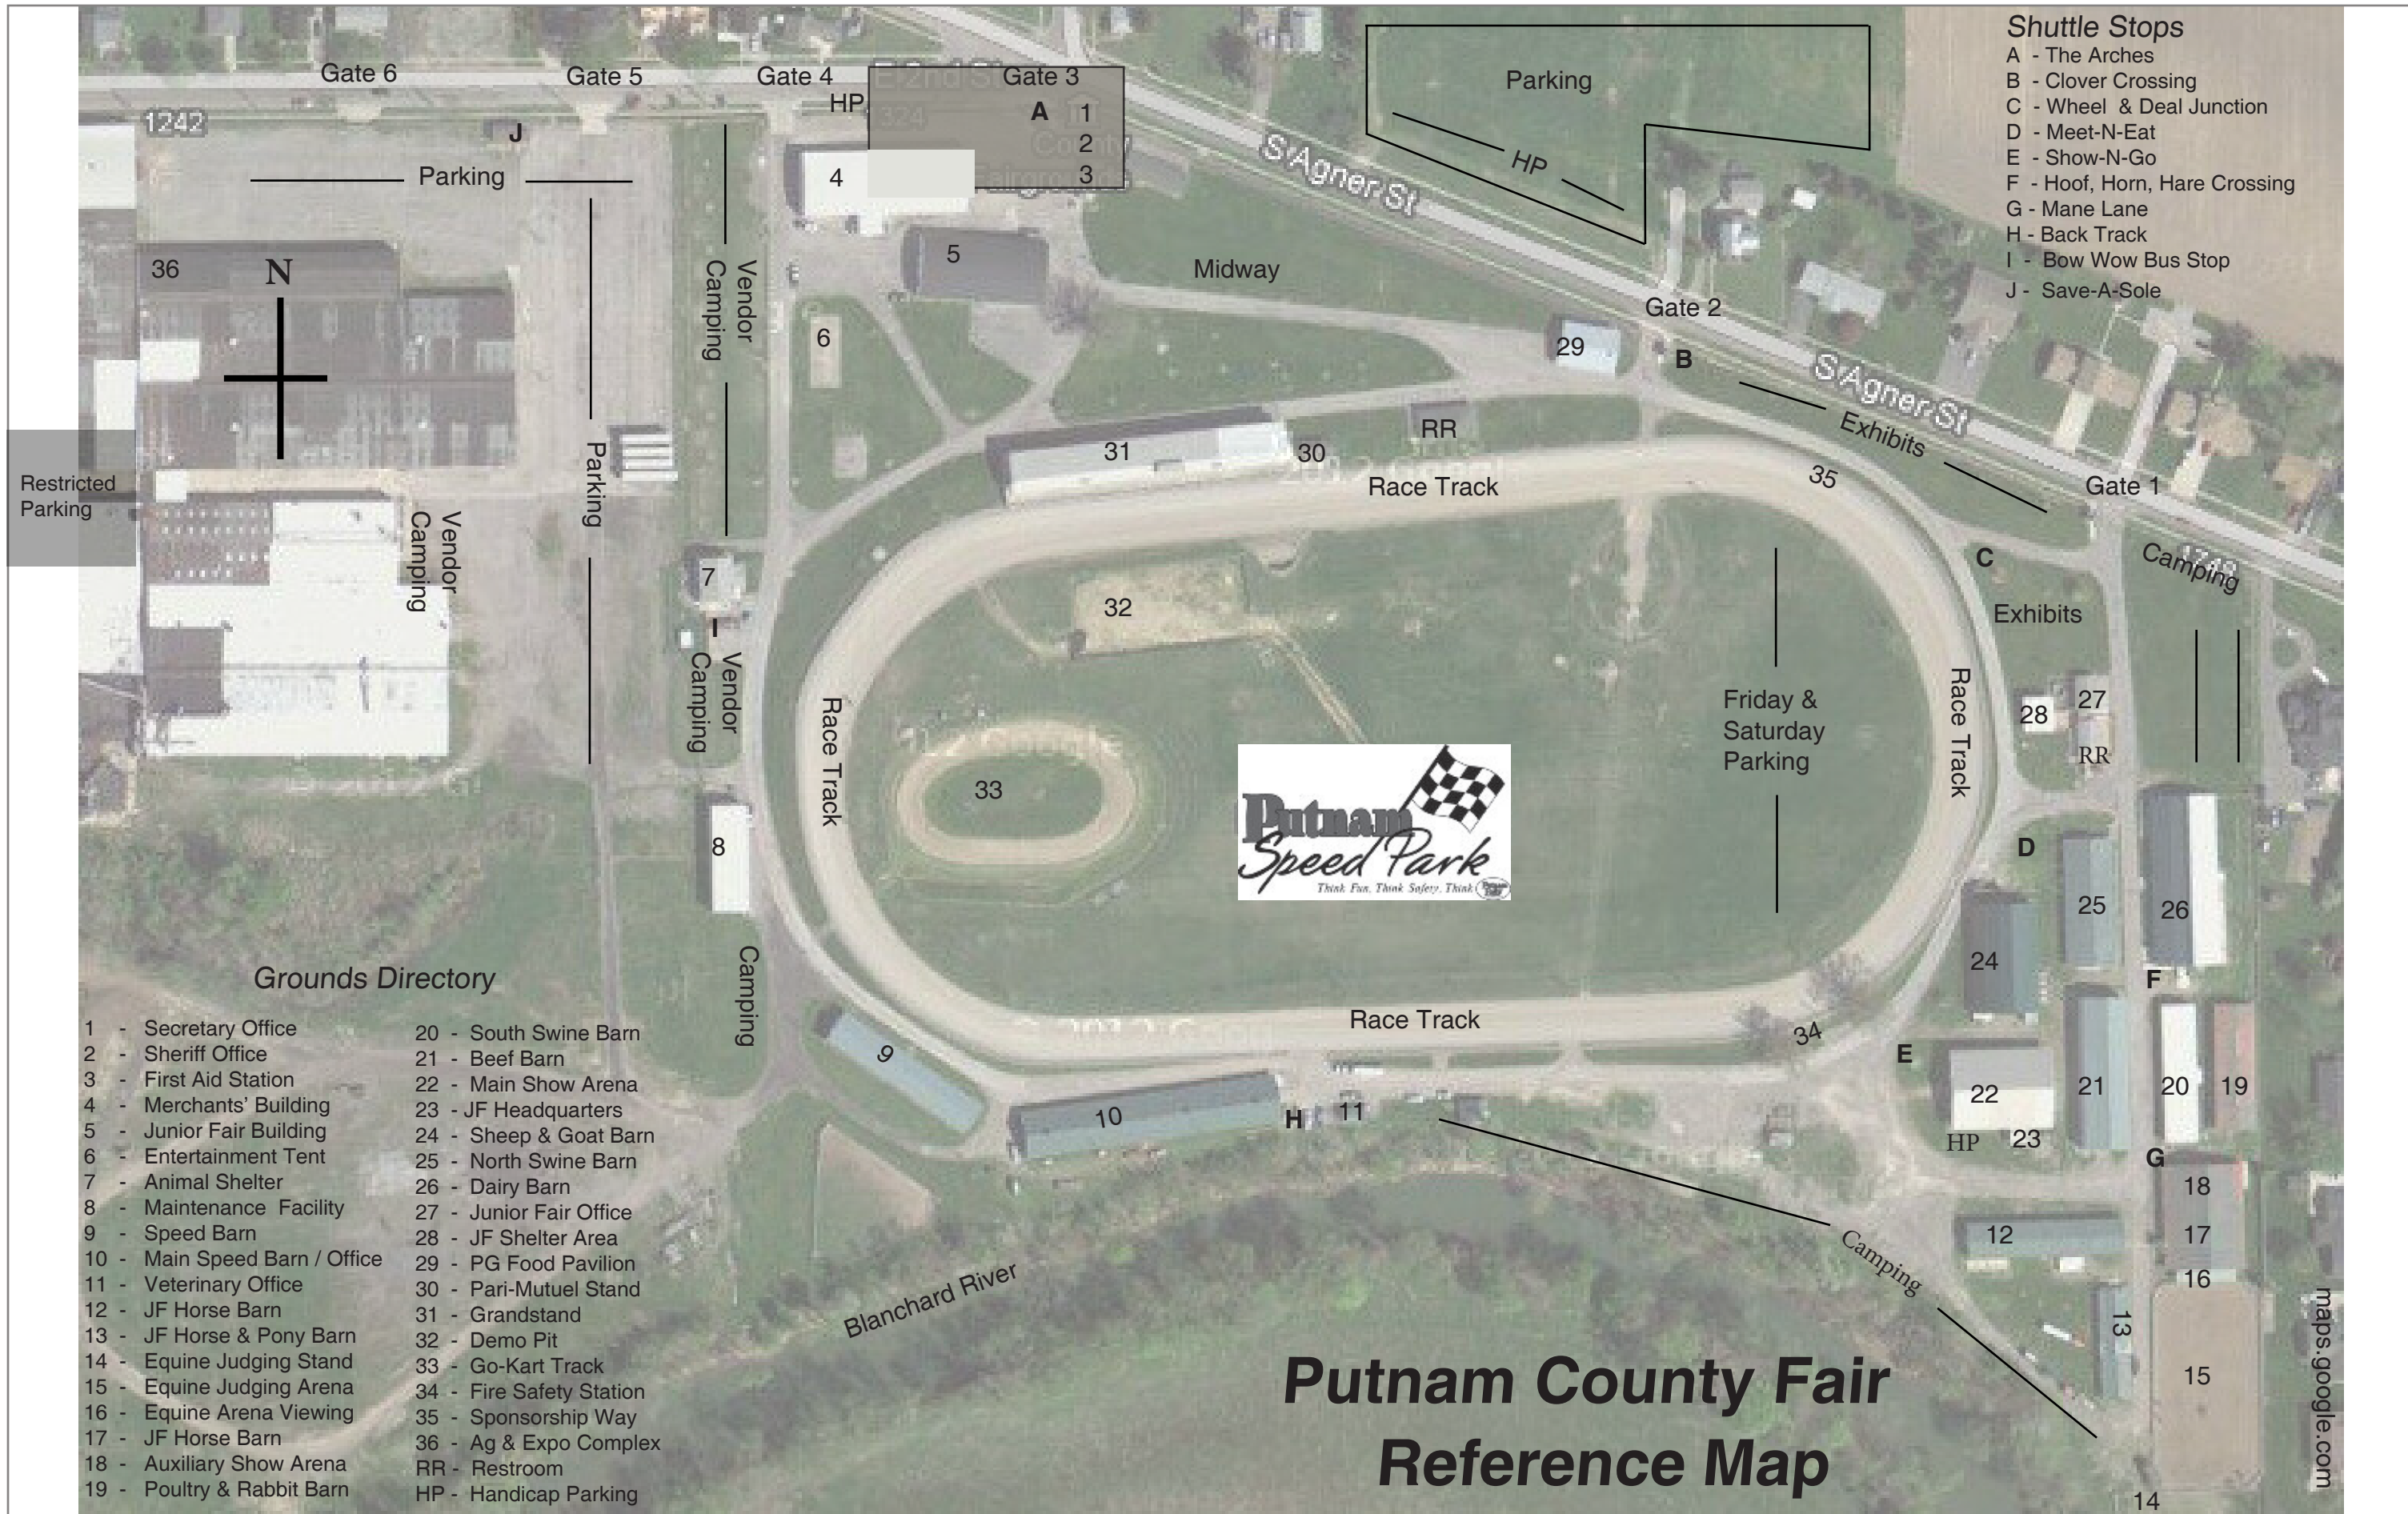 Shuttle Stops
A - The Arches
B - Clover Crossing
C - Wheel & Deal Junction
D - Meet-N-Eat
E - Show-N-Go
F - Hoof, Horn, Hare Crossing
G - Mane Lane
H - Back Track
I - Bow Wow Bus Stop
J - Save-A-Sole
Gate 6
Gate 5
Gate 4
E 2nd St
Gate 3
HP
324
A
1
2
3
County
Fairgrounds
1242
J
Parking
4
5
36
N
Vendor
Camping
6
Midway
S Agner St
Parking
HP
Gate 2
29
B
S Agner St
Exhibits
Gate 1
RR
31
30
Race Track
35
Restricted
Parking
Vendor
Camping
Parking
7
I
Vendor
Camping
32
C
Camping
Exhibits
Race Track
Race Track
Friday &
Saturday
Parking
28
27
RR
33
Putnam
Speed Park
Think Fun. Think Safety. Think
8
D
25
26
24
F
Camping
Race Track
34
9
E
10
H
11
22
HP
23
21
20
19
G
18
12
17
16
13
15
14
Camping
Blanchard River
Grounds Directory
1 - Secretary Office
2 - Sheriff Office
3 - First Aid Station
4 - Merchants' Building
5 - Junior Fair Building
6 - Entertainment Tent
7 - Animal Shelter
8 - Maintenance Facility
9 - Speed Barn
10 - Main Speed Barn / Office
11 - Veterinary Office
12 - JF Horse Barn
13 - JF Horse & Pony Barn
14 - Equine Judging Stand
15 - Equine Judging Arena
16 - Equine Arena Viewing
17 - JF Horse Barn
18 - Auxiliary Show Arena
19 - Poultry & Rabbit Barn
20 - South Swine Barn
21 - Beef Barn
22 - Main Show Arena
23 - JF Headquarters
24 - Sheep & Goat Barn
25 - North Swine Barn
26 - Dairy Barn
27 - Junior Fair Office
28 - JF Shelter Area
29 - PG Food Pavilion
30 - Pari-Mutuel Stand
31 - Grandstand
32 - Demo Pit
33 - Go-Kart Track
34 - Fire Safety Station
35 - Sponsorship Way
36 - Ag & Expo Complex
RR - Restroom
HP - Handicap Parking
Putnam County Fair
Reference Map
maps.google.com